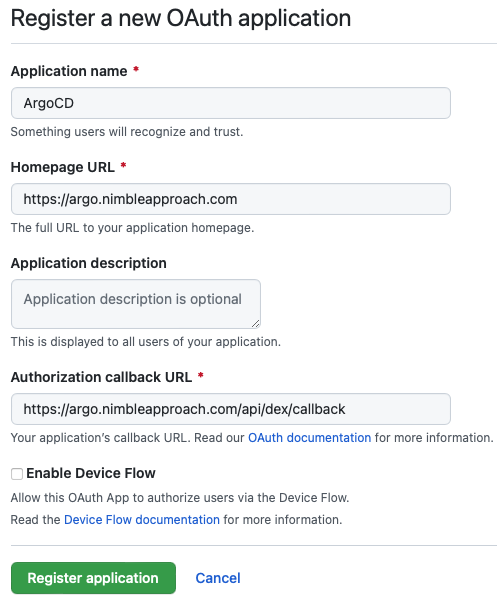 Register a new OAuth application
Application name *
ArgoCD
Something users will recognize and trust.
Homepage URL *
https://argo.nimbleapproach.com
The full URL to your application homepage.
Application description
Application description is optional
This is displayed to all users of your application.
Authorization callback URL *
https://argo.nimbleapproach.com/api/dex/callback
Your application’s callback URL. Read our OAuth documentation for more information.
Enable Device Flow
Allow this OAuth App to authorize users via the Device Flow.
Read the Device Flow documentation for more information.
Register application Cancel